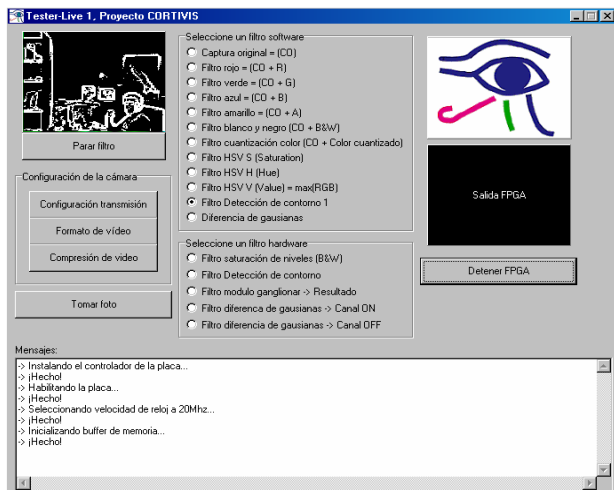 Tester-Live 1, Proyecto CORTIVIS
Parar filtro
Configuración de la cámara
Configuración transmisión
Formato de vídeo
Compresión de video
Tomar foto
Seleccione un filtro software
Captura original = (CO)
Filtro rojo = (CO + R)
Filtro verde = (CO + G)
Filtro azul = (CO + B)
Filtro amarillo = (CO + A)
Filtro blanco y negro (CO + B&W)
Filtro cuantización color (CO + Color cuantizado)
Filtro HSV S (Saturation)
Filtro HSV H (Hue)
Filtro HSV V (Value) = max(RGB)
Filtro Detección de contorno 1
Diferencia de gausianas
Seleccione un filtro hardware
Filtro saturación de niveles (B&W)
Filtro Detección de contorno
Filtro modulo ganglionar -> Resultado
Filtro diferenca de gausianas -> Canal ON
Filtro diferencia de gausianas -> Canal OFF
Salida FPGA
Detener FPGA
Mensajes:
-> Instalando el controlador de la placa...
-> ¡Hecho!
-> Habilitando la placa...
-> ¡Hecho!
-> Seleccionando velocidad de reloj a 20Mhz...
-> ¡Hecho!
-> Inicializando buffer de memoria...
-> ¡Hecho!